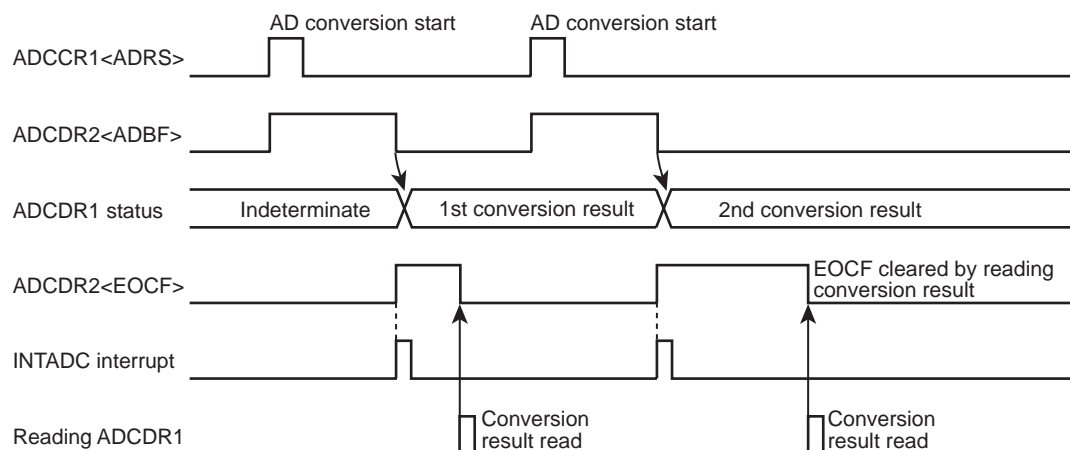 AD conversion start
AD conversion start
ADCCR1<ADRS>
ADCDR2<ADBF>
ADCDR1 status
Indeterminate
1st conversion result
2nd conversion result
ADCDR2<EOCF>
EOCF cleared by reading
conversion result
INTADC interrupt
Reading ADCDR1
Conversion
result read
Conversion
result read